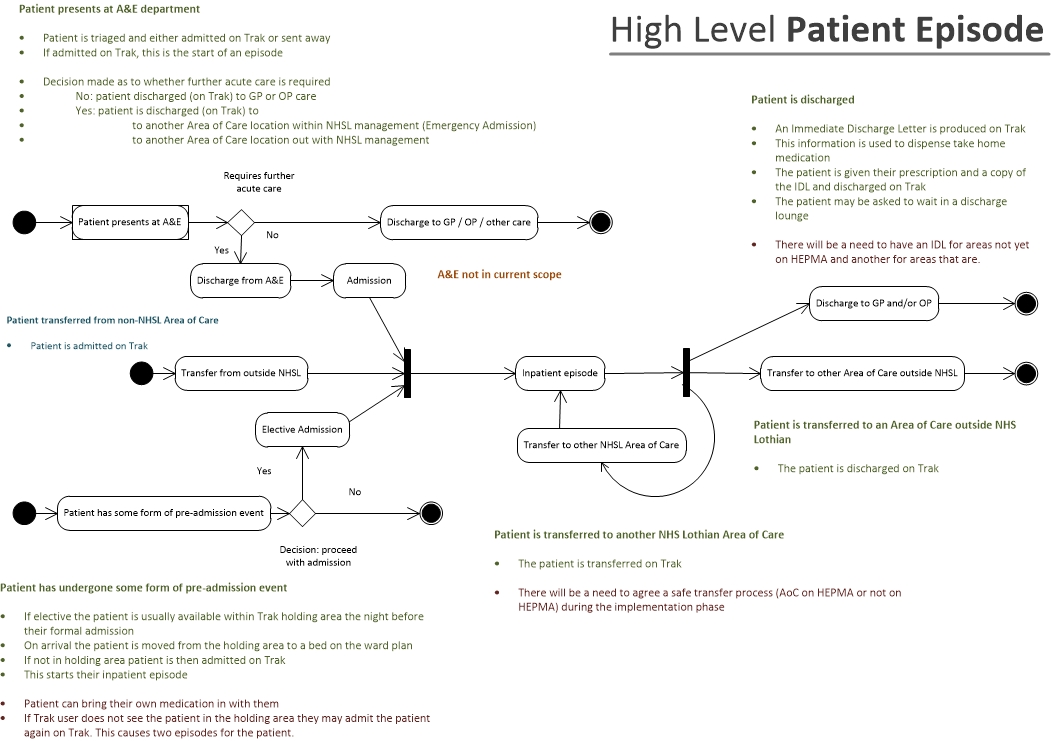 High Level Patient Episode
Patient presents at A&E department
• Patient is triaged and either admitted on Trak or sent away
• If admitted on Trak, this is the start of an episode
• Decision made as to whether further acute care is required
• No: patient discharged (on Trak) to GP or OP care
• Yes: patient is discharged (on Trak) to
• to another Area of Care location within NHSL management (Emergency Admission)
• to another Area of Care location out with NHSL management
Patient is discharged
• An Immediate Discharge Letter is produced on Trak
• This information is used to dispense take home
medication
• The patient is given their prescription and a copy of
the IDL and discharged on Trak
• The patient may be asked to wait in a discharge
lounge
• There will be a need to have an IDL for areas not yet
on HEPMA and another for areas that are.
Requires further
acute care
Patient presents at A&E
No
Discharge to GP / OP / other care
Yes
Discharge from A&E
Admission
A&E not in current scope
Discharge to GP and/or OP
Patient transferred from non-NHSL Area of Care
• Patient is admitted on Trak
Transfer from outside NHSL
Inpatient episode
Transfer to other Area of Care outside NHSL
Elective Admission
Transfer to other NHSL Area of Care
Patient is transferred to an Area of Care outside NHS
Lothian
• The patient is discharged on Trak
Yes
No
Patient has some form of pre-admission event
Decision: proceed
with admission
Patient is transferred to another NHS Lothian Area of Care
• The patient is transferred on Trak
• There will be a need to agree a safe transfer process (AoC on HEPMA or not on
HEPMA) during the implementation phase
Patient has undergone some form of pre-admission event
• If elective the patient is usually available within Trak holding area the night before
their formal admission
• On arrival the patient is moved from the holding area to a bed on the ward plan
• If not in holding area patient is then admitted on Trak
• This starts their inpatient episode
• Patient can bring their own medication in with them
• If Trak user does not see the patient in the holding area they may admit the patient
again on Trak. This causes two episodes for the patient.